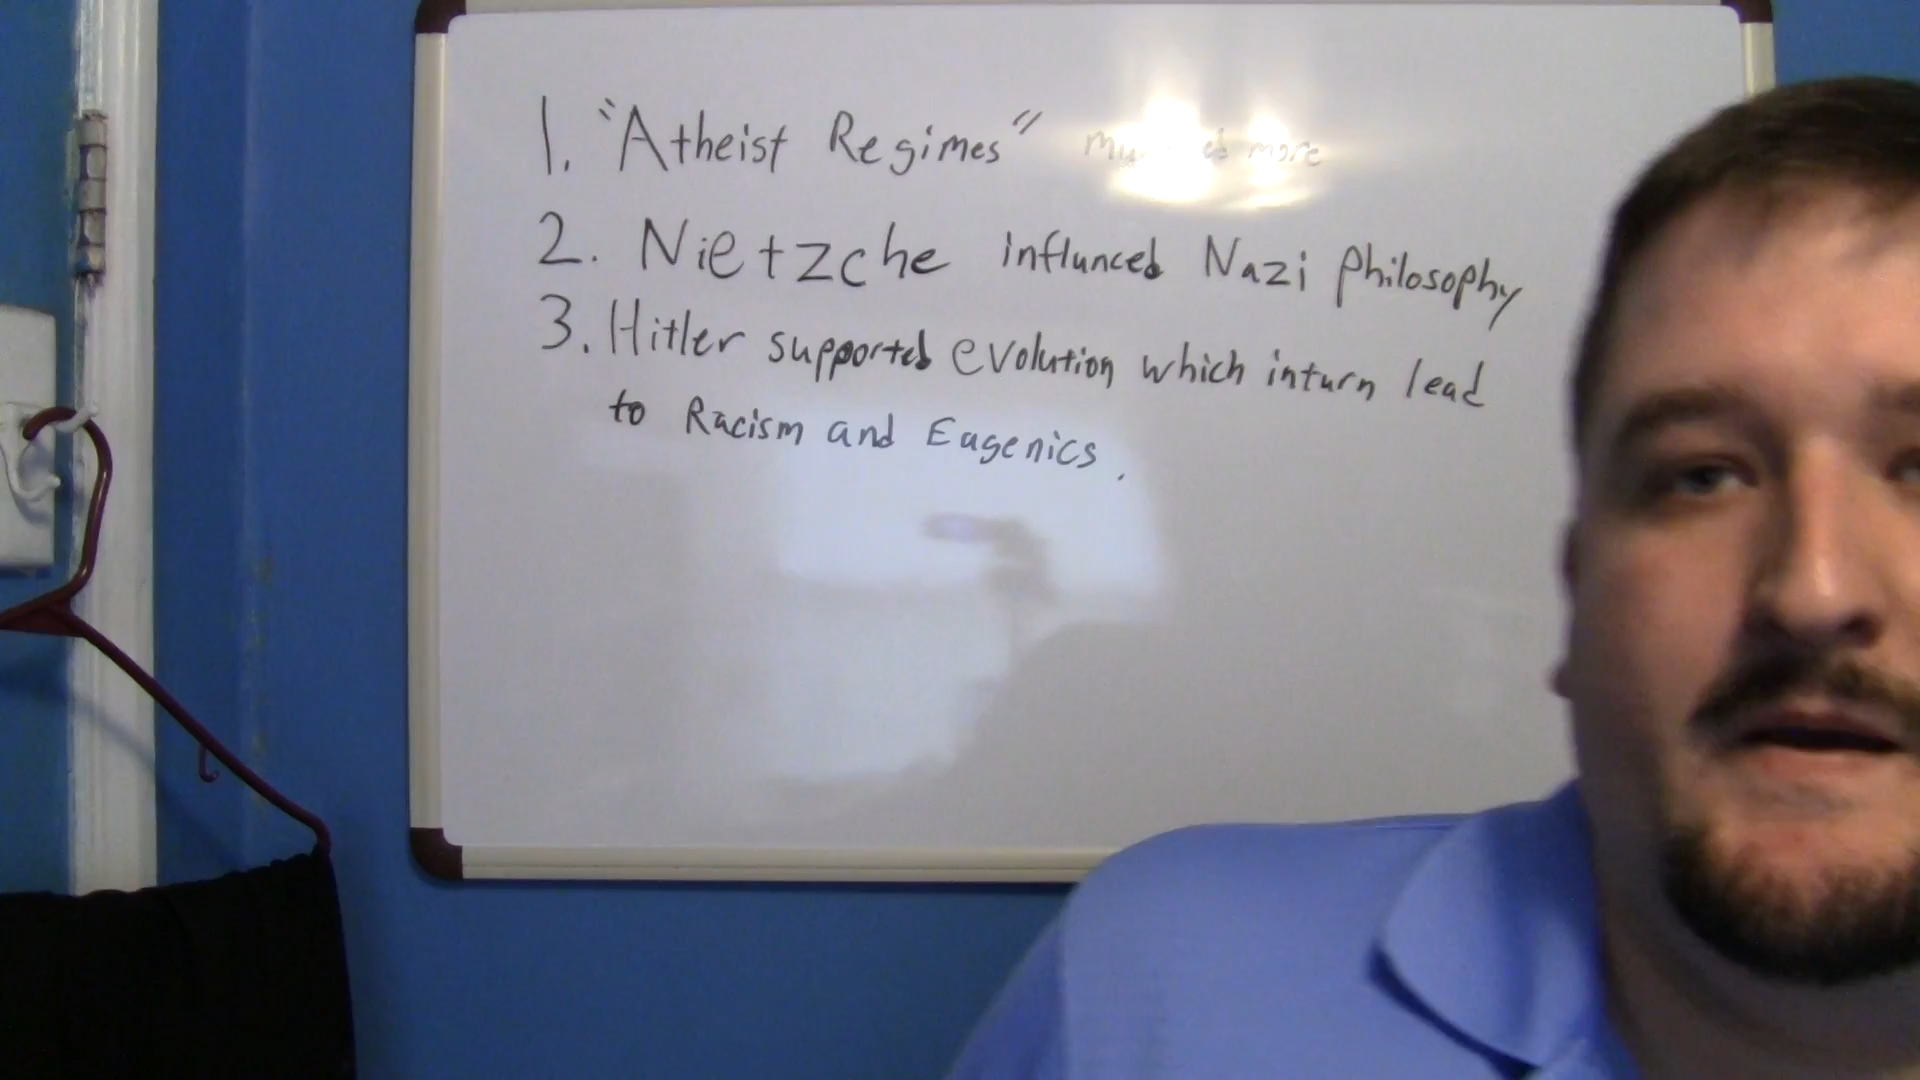 1. "Atheist Regimes" more
2. Nietzche influnced Nazi philosophy
3. Hitler supported evolution which inturn lead
to Racism and Eugenics.